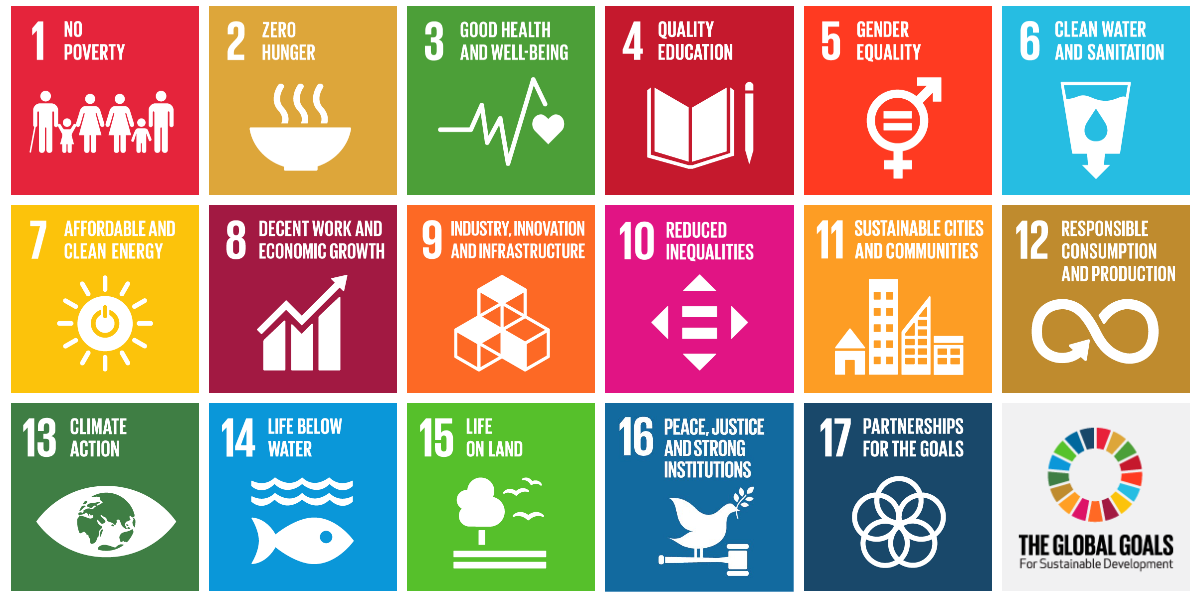 1 NO
POVERTY
2 ZERO
HUNGER
3 GOOD HEALTH
AND WELL-BEING
4 QUALITY
EDUCATION
5 GENDER
EQUALITY
6 CLEAN WATER
AND SANITATION
7 AFFORDABLE AND
CLEAN ENERGY
8 DECENT WORK AND
ECONOMIC GROWTH
9 INDUSTRY, INNOVATION
AND INFRASTRUCTURE
10 REDUCED
INEQUALITIES
11 SUSTAINABLE CITIES
AND COMMUNITIES
12 RESPONSIBLE
CONSUMPTION
AND PRODUCTION
13 CLIMATE
ACTION
14 LIFE BELOW
WATER
15 LIFE
ON LAND
16 PEACE, JUSTICE
AND STRONG
INSTITUTIONS
17 PARTNERSHIPS
FOR THE GOALS
THE GLOBAL GOALS
For Sustainable Development